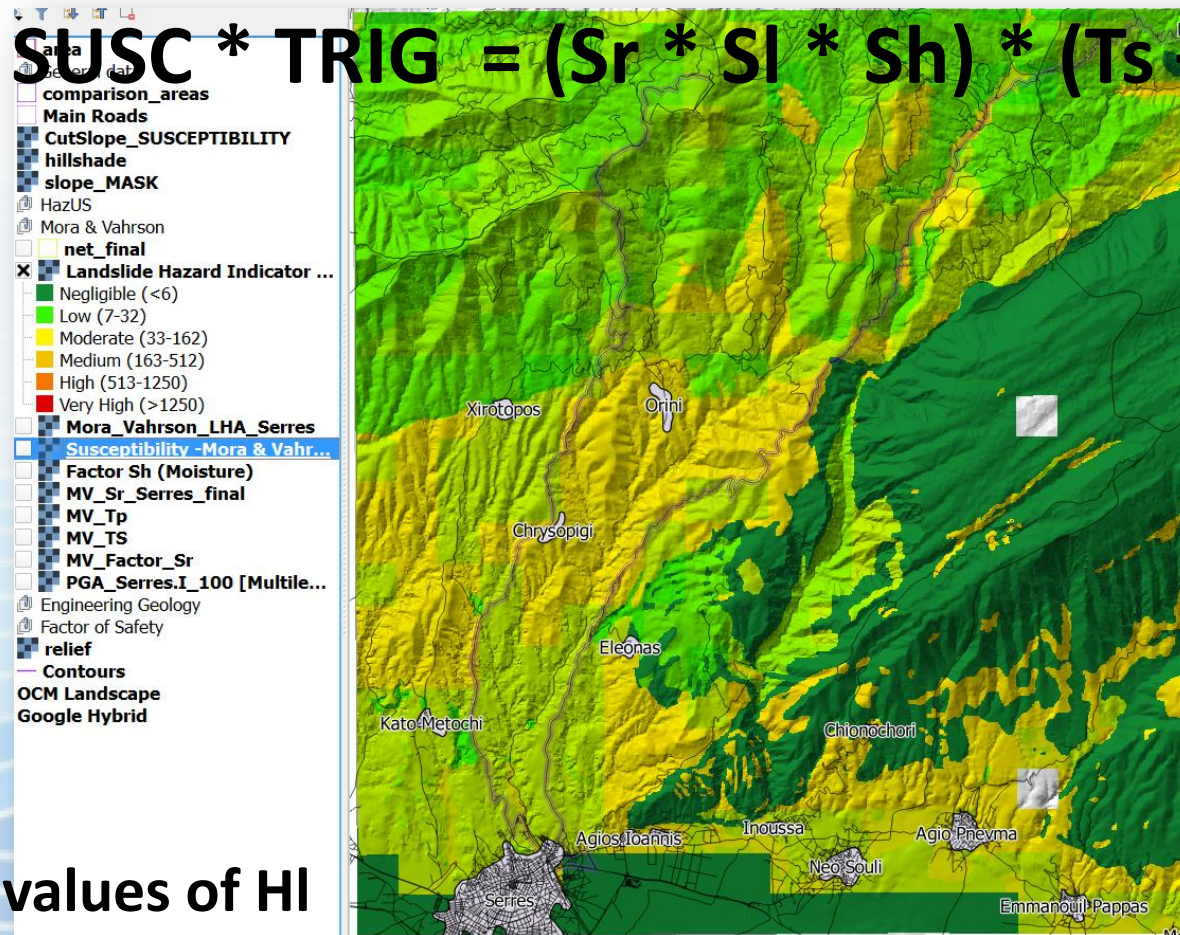 SUSC * TRIG = (Sr * Sl * Sh) * (Ts
area
General data
comparison_areas
Main Roads
CutSlope_SUSCEPTIBILITY
hillshade
slope_MASK
HazUS
Mora & Vahrson
net_final
Landslide Hazard Indicator ...
Negligible (<6)
Low (7-32)
Moderate (33-162)
Medium (163-512)
High (513-1250)
Very High (>1250)
Mora_Vahrson_LHA_Serres
Susceptibility -Mora & Vahr...
Factor Sh (Moisture)
MV_Sr_Serres_final
MV_Tp
MV_TS
MV_Factor_Sr
PGA_Serres.I_100 [Multile...
Engineering Geology
Factor of Safety
relief
Contours
OCM Landscape
Google Hybrid
values of Hl
Xirotopos
Orini
Chrysopigi
Eleonas
Kato-Metochi
Chionochori
Agios Ioannis
Inoussa
Agio Pnevma
Neo Souli
Serres
Emmanouil Pappas